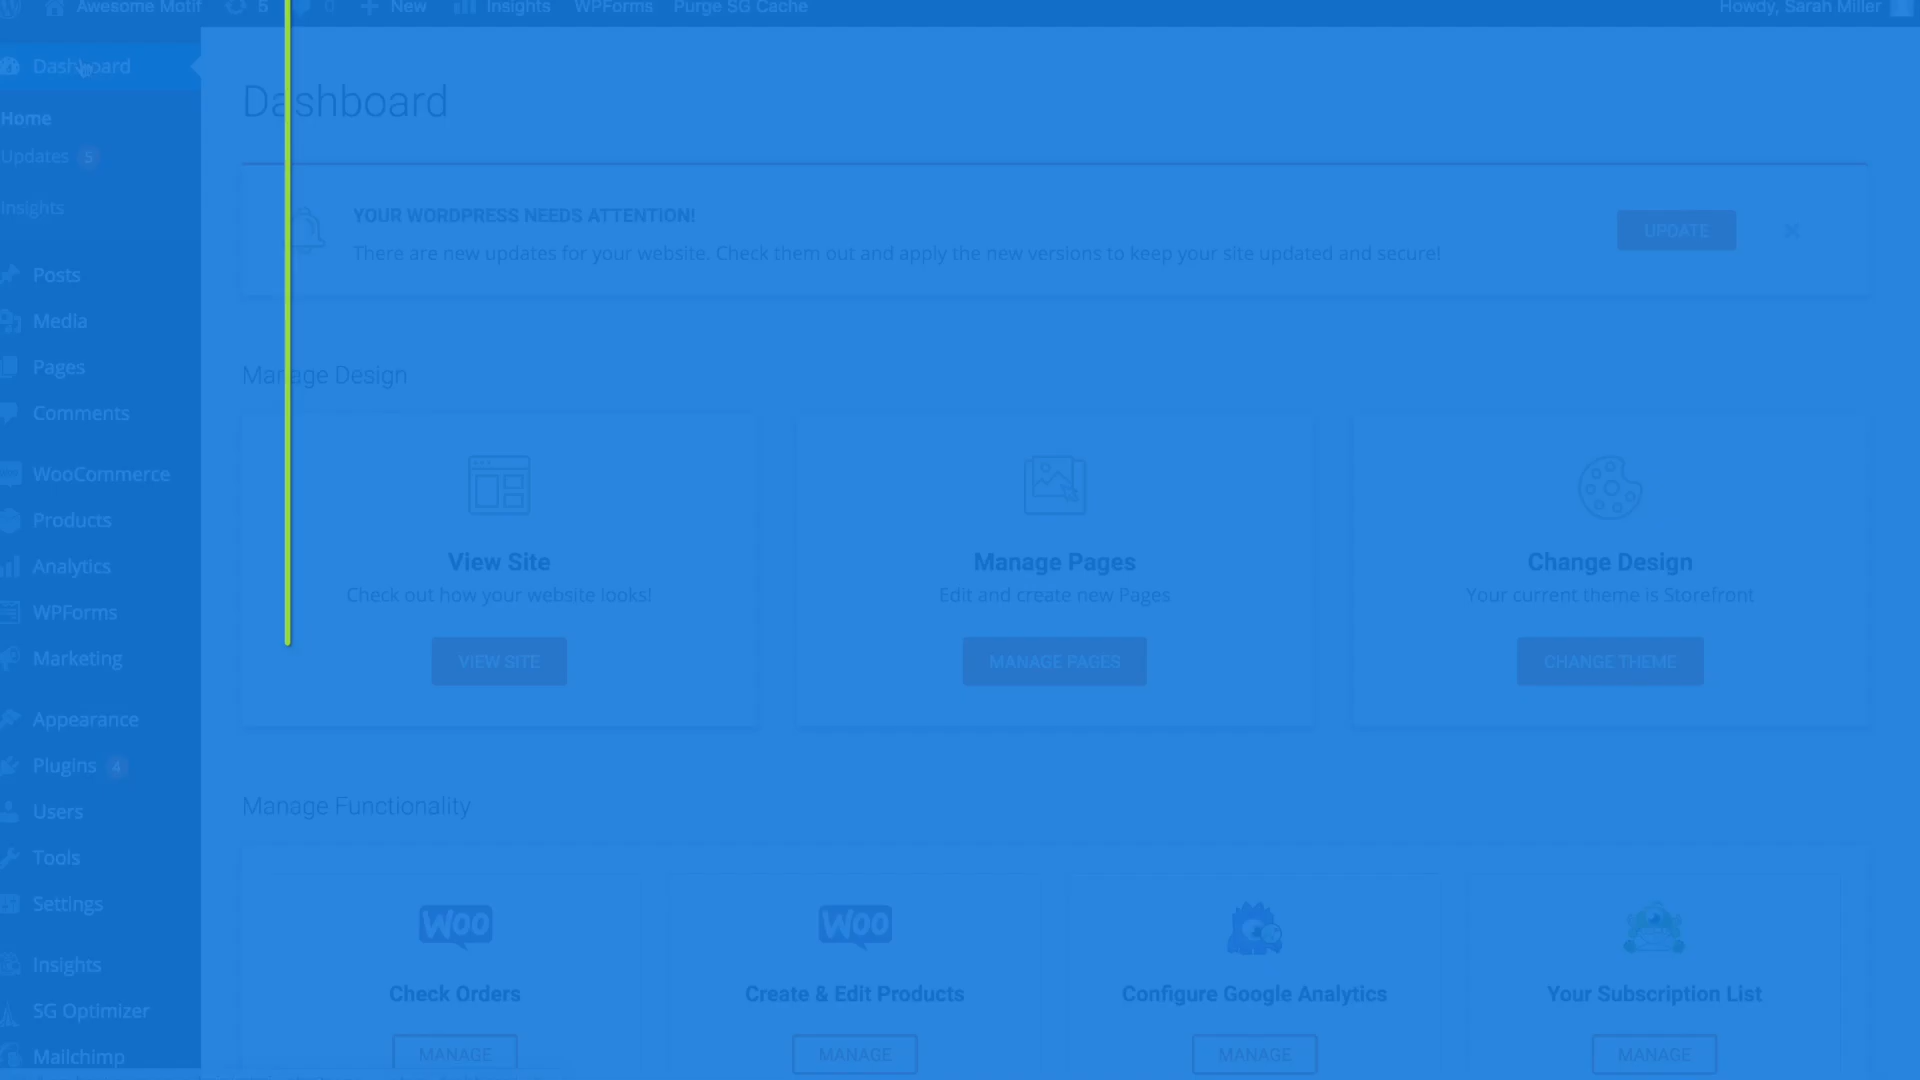 Awesome Motif 5 0 New Insights WPForms Purge SG Cache Howdy, Sarah Miller
Dashboard
Home
Updates 5
Insights
Posts
Media
Pages
Comments
WooCommerce
Products
Analytics
WPForms
Marketing
Appearance
Plugins 4
Users
Tools
Settings
Insights
SG Optimizer
Mailchimp
Dashboard
YOUR WORDPRESS NEEDS ATTENTION!
There are new updates for your website. Check them out and apply the new versions to keep your site updated and secure!
UPDATE
Manage Design
View Site
Check out how your website looks!
VIEW SITE
Manage Pages
Edit and create new Pages
MANAGE PAGES
Change Design
Your current theme is Storefront
CHANGE THEME
Manage Functionality
WOO
Check Orders
MANAGE
WOO
Create & Edit Products
MANAGE
Configure Google Analytics
MANAGE
Your Subscription List
MANAGE